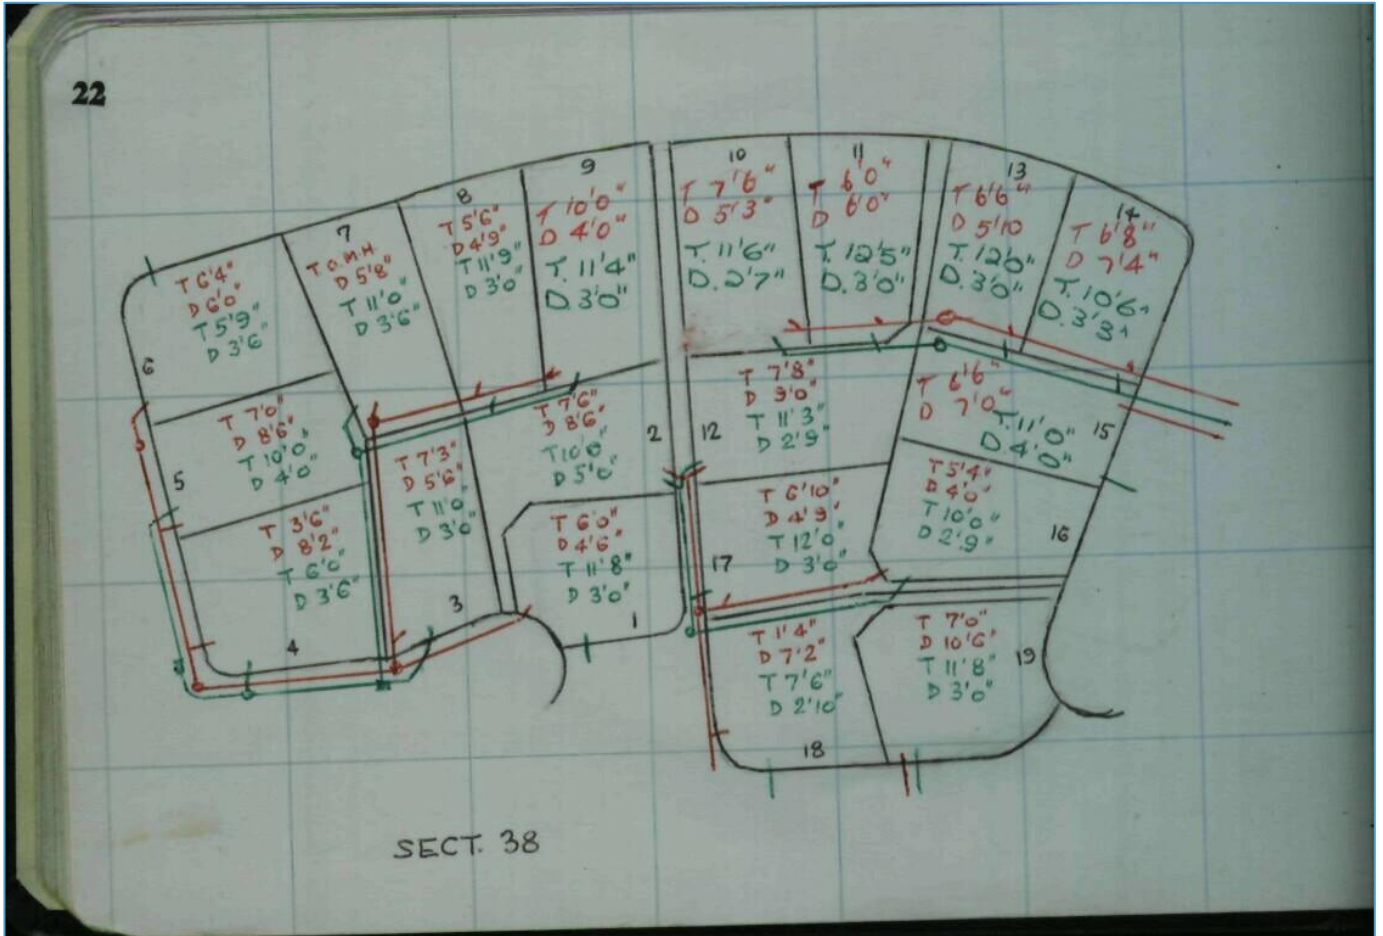 22
9
T 10'0"
D 4'0"
T. 11'4"
D. 3'0"
10
T 7'6"
D 5'3"
T. 11'6"
D. 2'7"
11
T 6'0"
D 6'0"
T. 12'5"
D. 3'0"
13
T 6'6"
D 5'10
T. 12'0"
D. 3'0"
14
T 6'8"
D 7'4"
T. 10'6"
D. 3'3"
8
T 5'6"
D 4'9"
T 11'9"
D 3'0"
7
T O.M.H.
D 5'8"
T 11'0"
D 3'6"
6
T 6'4"
D 6'0"
T 5'9"
D 3'6"
5
T 7'0"
D 8'6"
T 10'0"
D 4'0"
4
T 3'6"
D 8'2"
T 6'0"
D 3'6"
3
T 7'3"
D 5'6"
T 11'0"
D 3'0"
2
T 7'6"
D 8'6"
T 10'0"
D 5'0"
1
T 6'0"
D 4'6"
T 11'8"
D 3'0"
12
T 7'8"
D 9'0"
T 11'3"
D 2'9"
15
T 6'6"
D 7'0"
T. 11'0"
D. 4'0"
16
T 5'4"
D 4'0"
T 10'0"
D 2'9"
17
T 6'10"
D 4'9"
T 12'0"
D 3'0"
18
T 1'4"
D 7'2"
T 7'6"
D 2'10"
19
T 7'0"
D 10'6"
T 11'8"
D 3'0"
SECT. 38